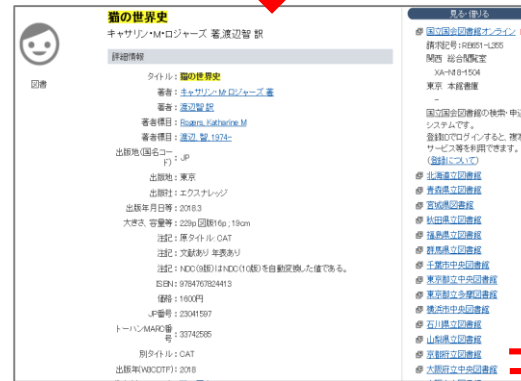 猫の世界史
キャサリン・M・ロジャーズ 著,渡辺智 訳
図書
詳細情報
タイトル：猫の世界史
著者：キャサリン・M・ロジャーズ 著
著者：渡辺智 訳
著者標目：Rogers, Katharine M
著者標目：渡辺, 智, 1974-
出版地(国名コード)：JP
出版地：東京
出版社：エクスナレッジ
出版年月日等：2018.3
大きさ、容量等：229p 図版16p ; 19cm
注記：原タイトル: CAT
注記：文献あり 年表あり
注記：NDC(9版)はNDC(10版)を自動変換した値である。
ISBN：9784767824413
価格：1600円
JP番号：23041597
トーハンMARC番号：33742585
別タイトル：CAT
出版年(W3CDTF)：2018
見る・借りる
国立国会図書館オンライン
請求記号：RB651-L355
関西 総合閲覧室
XA-N18-1504
東京 本館書庫
-
国立国会図書館の検索・申込
システムです。
登録IDでログインすると、複写
サービス等を利用できます。
(登録について)
北海道立図書館
青森県立図書館
宮城県図書館
秋田県立図書館
福島県立図書館
群馬県立図書館
千葉市中央図書館
東京都立中央図書館
東京都立多摩図書館
横浜市中央図書館
石川県立図書館
山梨県立図書館
京都府立図書館
大阪府立中央図書館